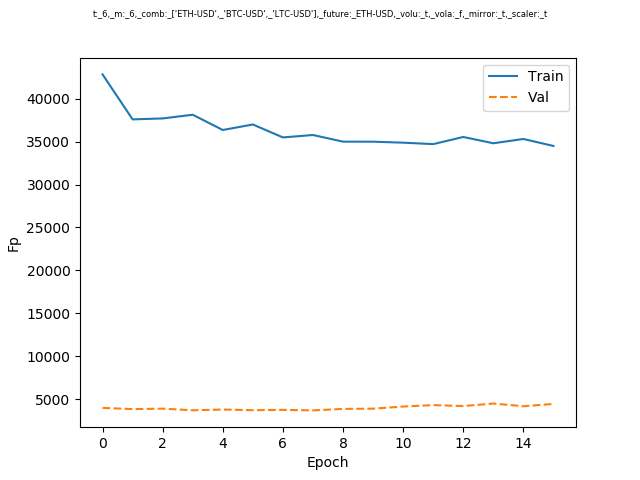 t:_6,_m:_6,_comb:_['ETH-USD',_'BTC-USD',_'LTC-USD'],_future:_ETH-USD,_volu:_t,_vola:_f,_mirror:_t,_scaler:_t
Train
Val
40000
35000
30000
25000
20000
15000
10000
5000
Fp
0 2 4 6 8 10 12 14
Epoch